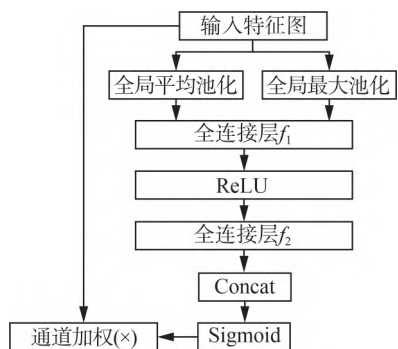 输入特征图
全局平均池化
全局最大池化
全连接层f₁
ReLU
全连接层f₂
Concat
通道加权(×)
Sigmoid